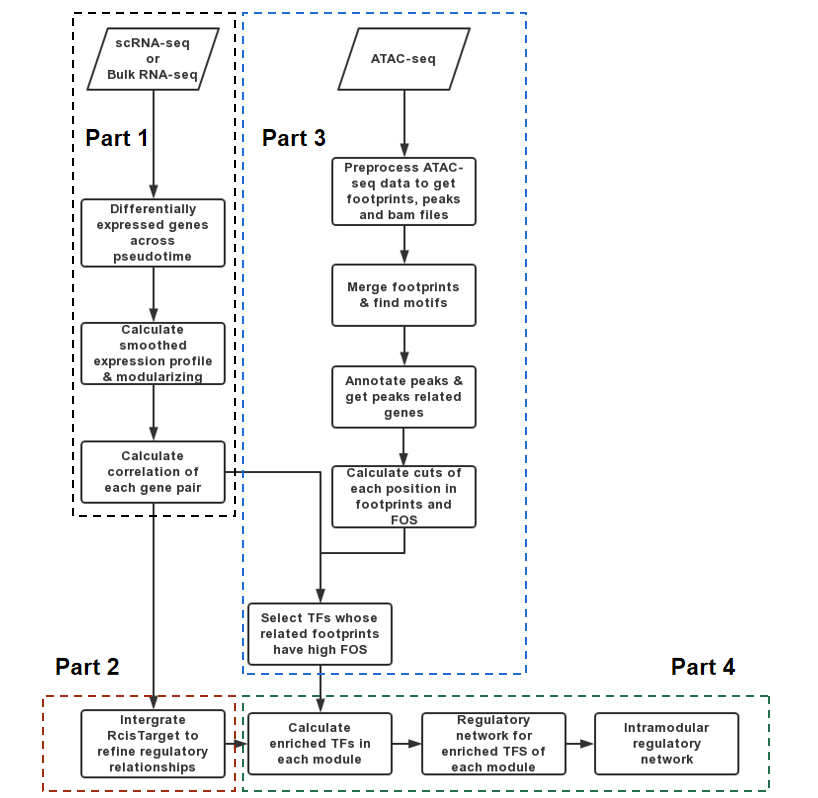 scRNA-seq
or
Bulk RNA-seq
Part 1
Differentially
expressed genes
across
pseudotime
Calculate
smoothed
expression profile
& modularizing
Calculate
correlation of
each gene pair
ATAC-seq
Part 3
Preprocess ATAC-
seq data to get
footprints, peaks
and bam files
Merge footprints
& find motifs
Annotate peaks &
get peaks related
genes
Calculate cuts of
each position in
footprints and
FOS
Select TFs whose
related footprints
have high FOS
Part 2
Intergrate
RcisTarget to
refine regulatory
relationships
Part 4
Calculate
enriched TFs in
each module
Regulatory
network for
enriched TFS of
each module
Intramodular
regulatory
network